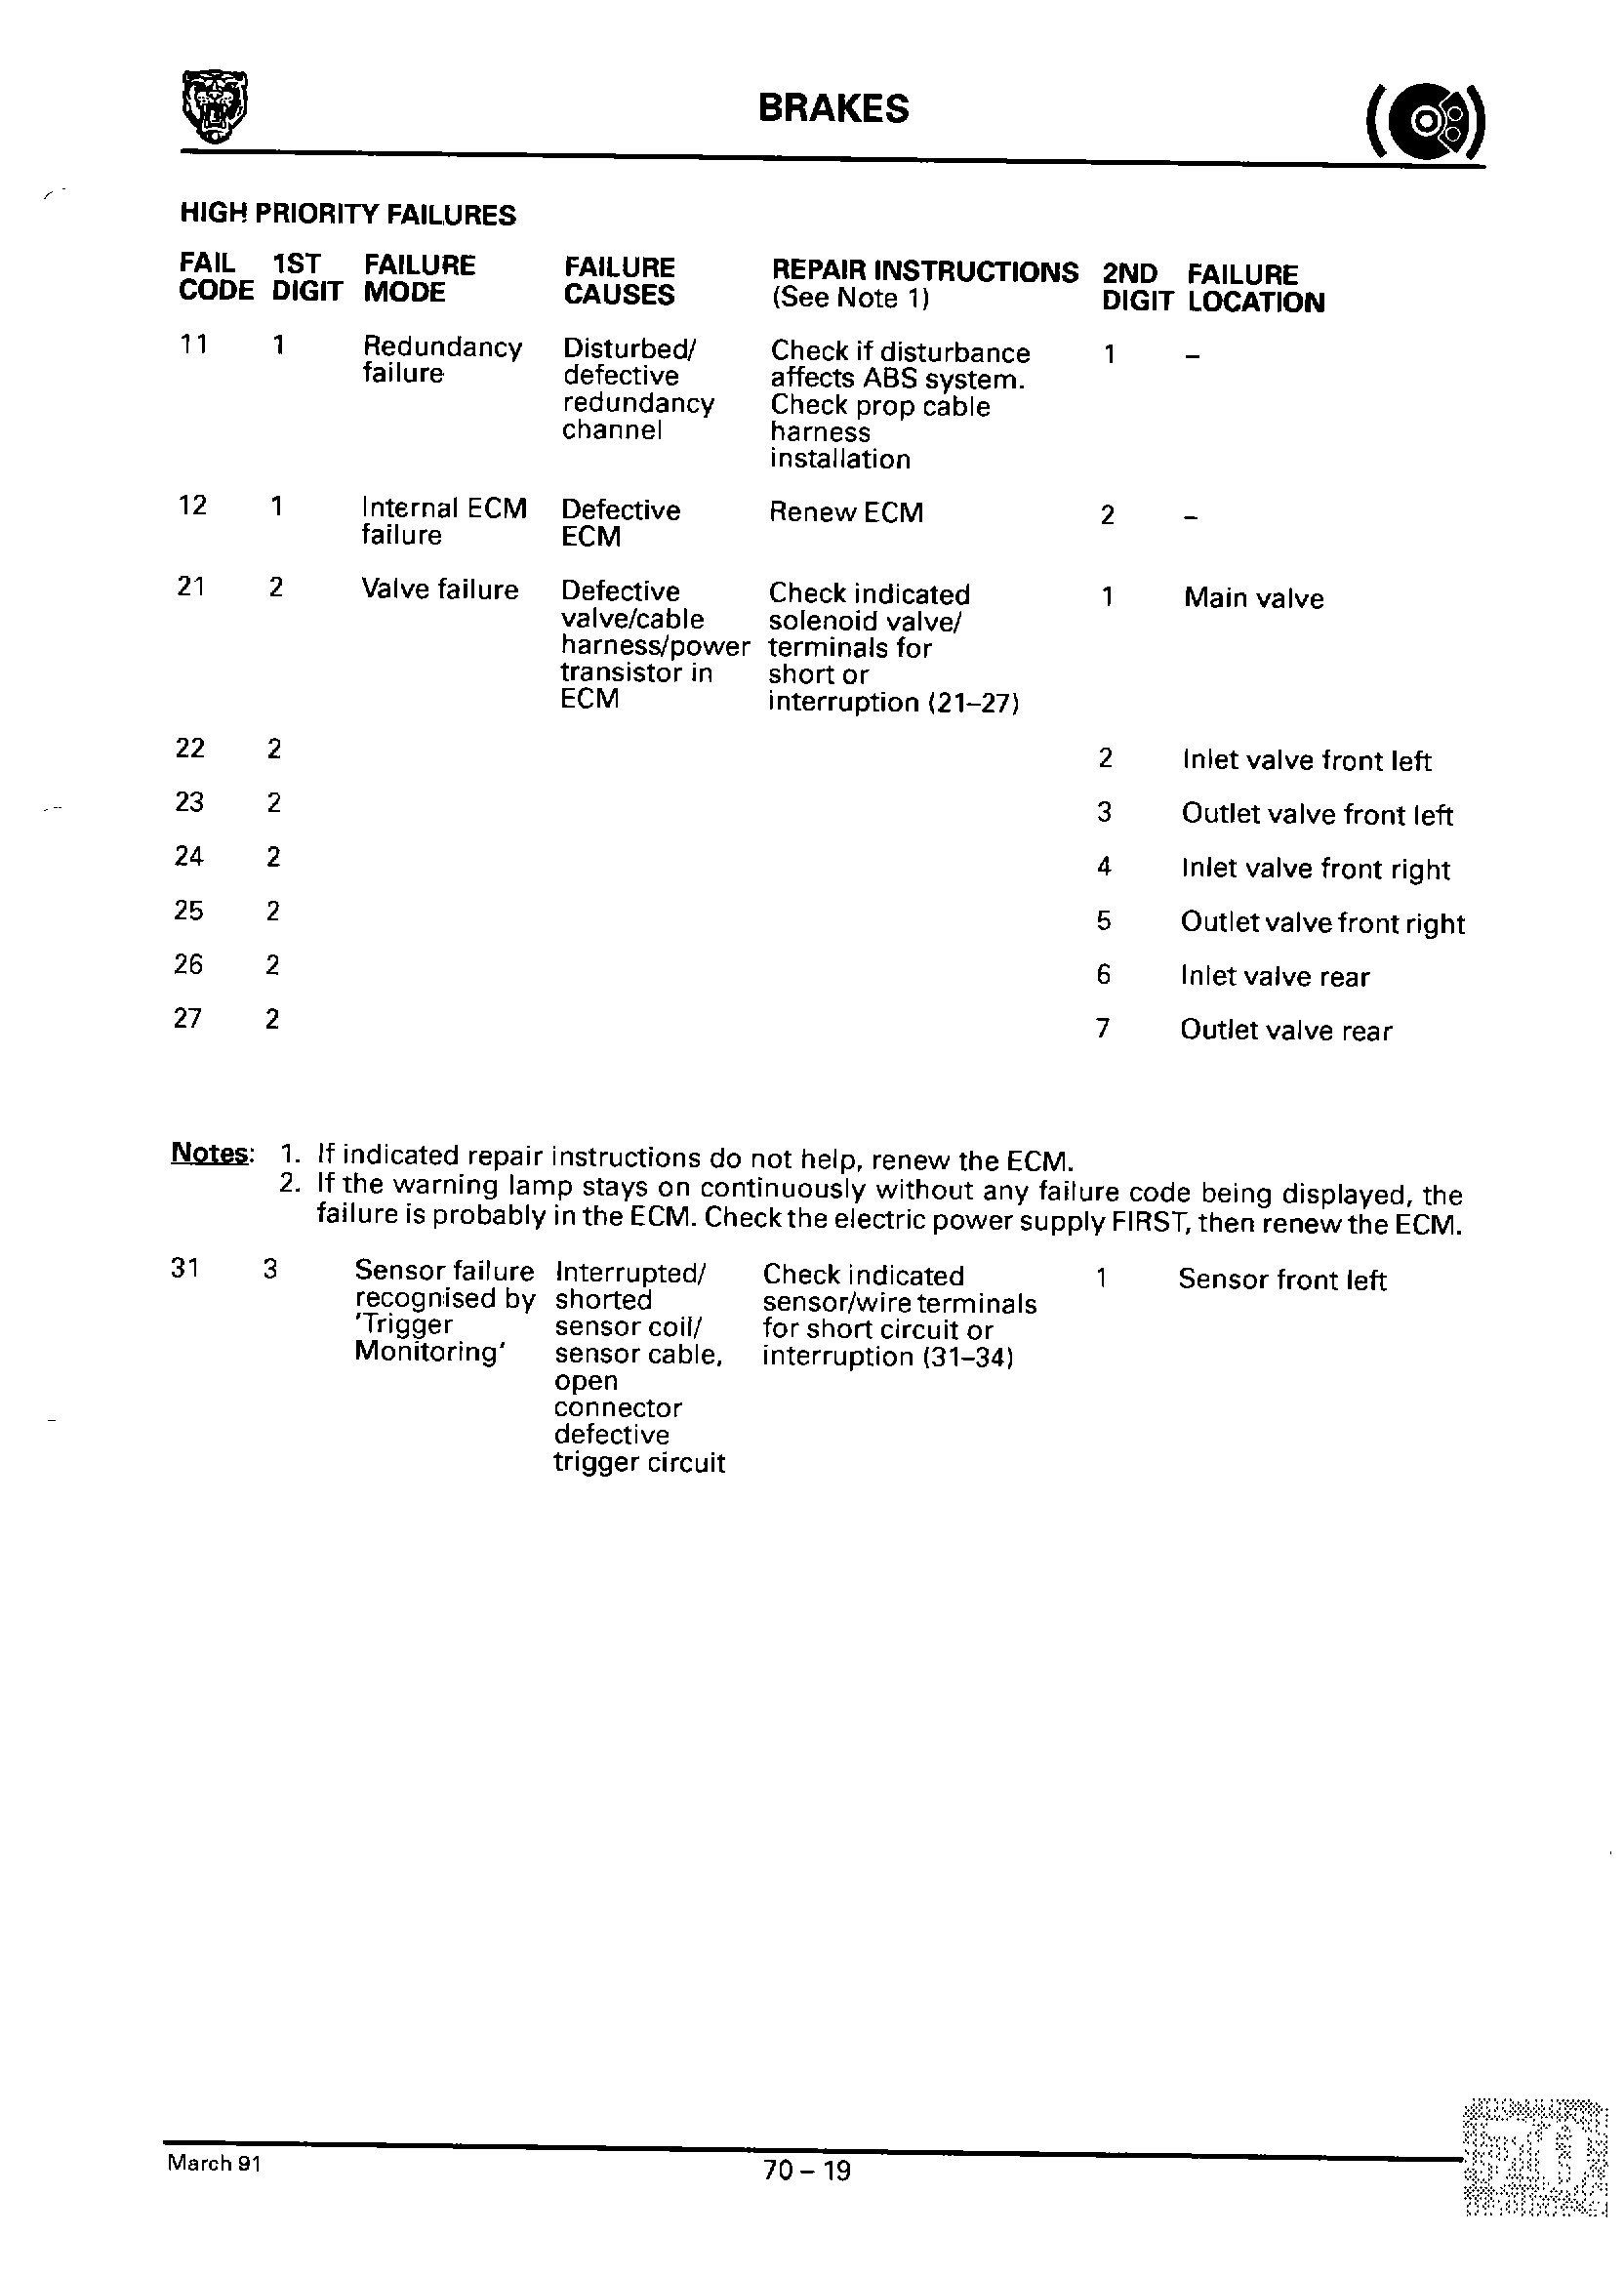 BRAKES
HIGH PRIORITY FAILURES
FAIL 1ST FAILURE FAILURE REPAIR INSTRUCTIONS 2ND FAILURE
CODE DIGIT MODE CAUSES (See Note 1) DIGIT LOCATION
11 1 Redundancy Disturbed/ Check if disturbance 1 –
failure defective affects ABS system.
redundancy Check prop cable
channel harness
installation
12 1 Internal ECM Defective Renew ECM 2 –
failure ECM
21 2 Valve failure Defective Check indicated 1 Main valve
valve/cable solenoid valve/
harness/power terminals for
transistor in short or
ECM interruption (21–27)
22 2 2 Inlet valve front left
23 2 3 Outlet valve front left
24 2 4 Inlet valve front right
25 2 5 Outlet valve front right
26 2 6 Inlet valve rear
27 2 7 Outlet valve rear
Notes: 1. If indicated repair instructions do not help, renew the ECM.
2. If the warning lamp stays on continuously without any failure code being displayed, the
failure is probably in the ECM. Check the electric power supply FIRST, then renew the ECM.
31 3 Sensor failure Interrupted/ Check indicated 1 Sensor front left
recognised by shorted sensor/wire terminals
'Trigger sensor coil/ for short circuit or
Monitoring' sensor cable, interruption (31–34)
open
connector
defective
trigger circuit
March 91
70 – 19